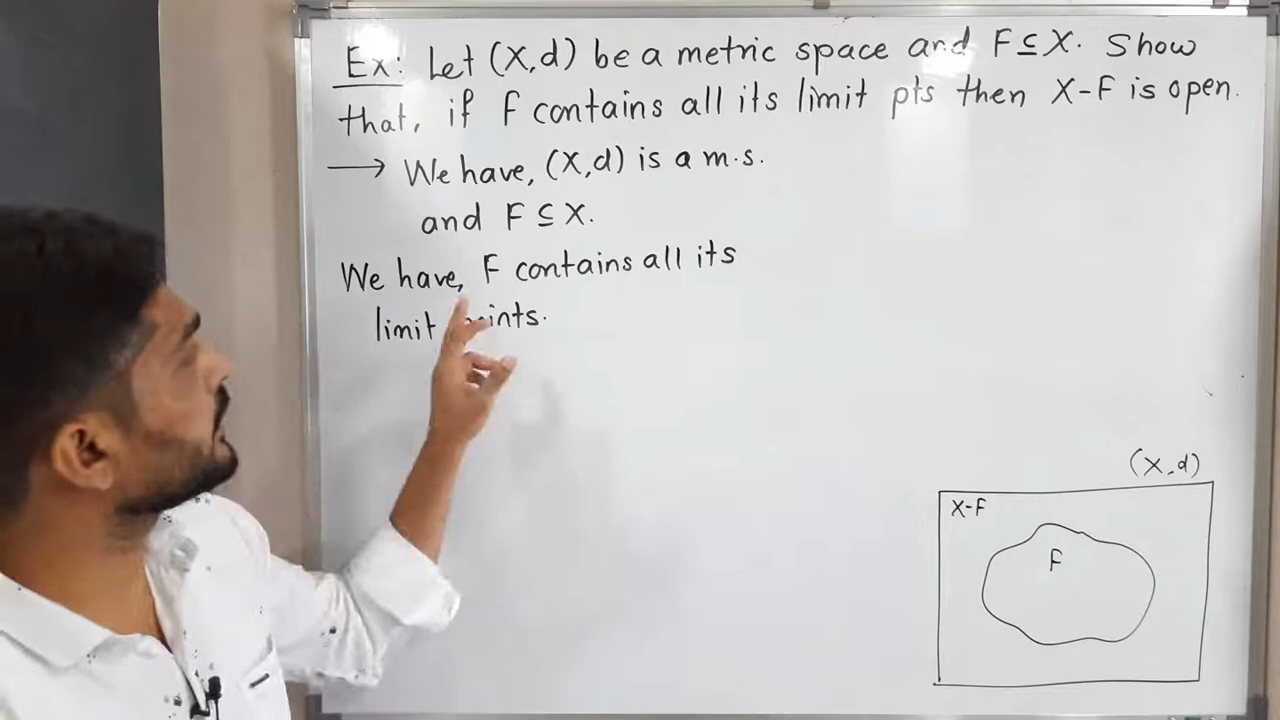 Ex: Let (X,d) be a metric space and F⊆X. Show
that, if F contains all its limit pts then X-F is open.
→ We have, (X,d) is a m.s.
and F⊆X.
We have, F contains all its
limit points.
(X,d)
X-F
F